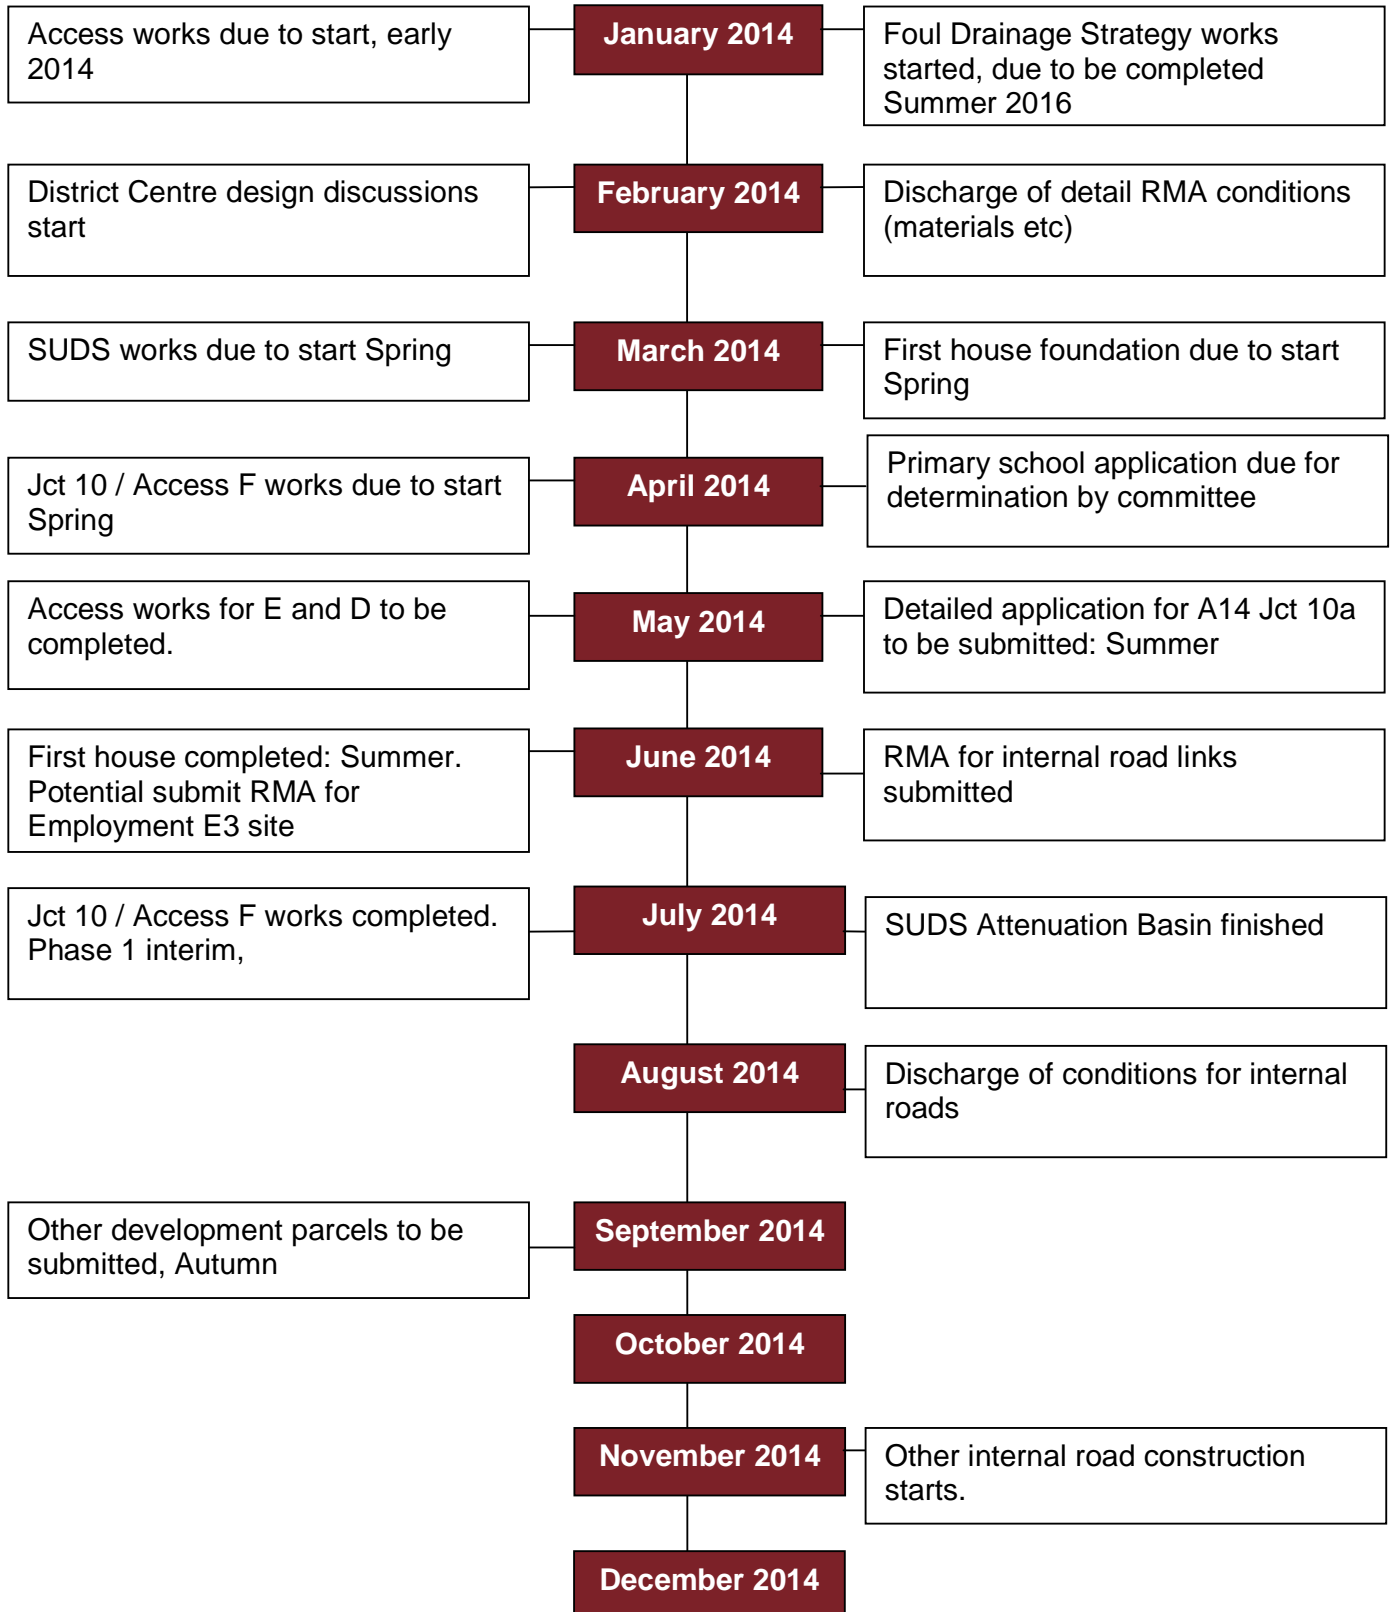 Access works due to start, early
2014
January 2014
Foul Drainage Strategy works
started, due to be completed
Summer 2016
District Centre design discussions
start
February 2014
Discharge of detail RMA conditions
(materials etc)
SUDS works due to start Spring
March 2014
First house foundation due to start
Spring
Jct 10 / Access F works due to start
Spring
April 2014
Primary school application due for
determination by committee
Access works for E and D to be
completed.
May 2014
Detailed application for A14 Jct 10a
to be submitted: Summer
First house completed: Summer.
Potential submit RMA for
Employment E3 site
June 2014
RMA for internal road links
submitted
Jct 10 / Access F works completed.
Phase 1 interim,
July 2014
SUDS Attenuation Basin finished
August 2014
Discharge of conditions for internal
roads
Other development parcels to be
submitted, Autumn
September 2014
October 2014
November 2014
Other internal road construction
starts.
December 2014